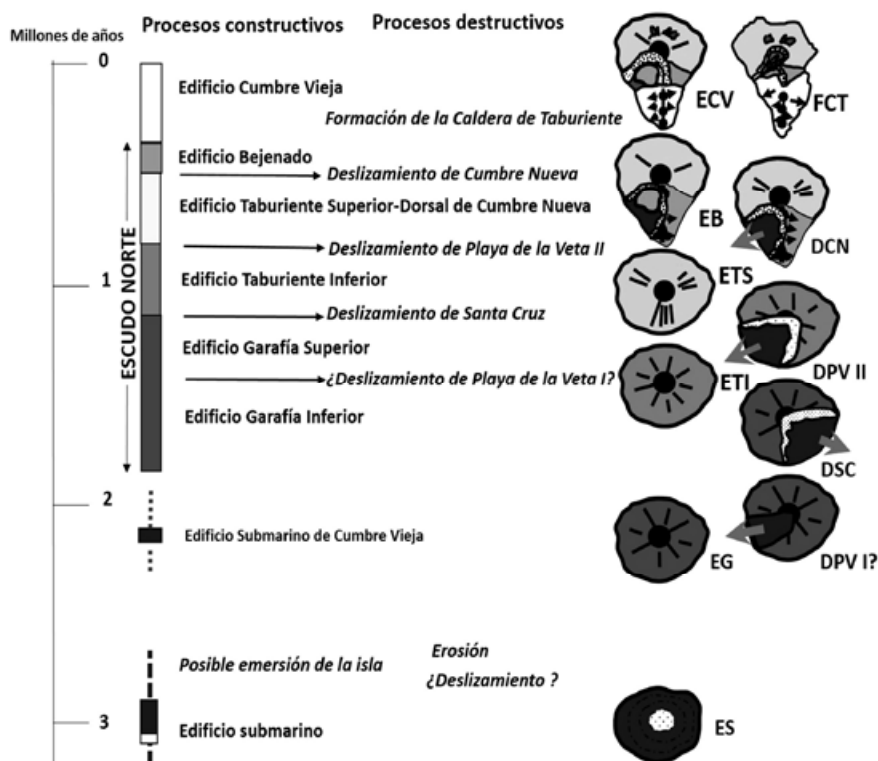 Millones de años
Procesos constructivos
Procesos destructivos
0
Edificio Cumbre Vieja
ECV
FCT
Formación de la Caldera de Taburiente
Edificio Bejenado
Deslizamiento de Cumbre Nueva
Edificio Taburiente Superior-Dorsal de Cumbre Nueva
EB
DCN
Deslizamiento de Playa de la Veta II
ESCUDO NORTE
1
Edificio Taburiente Inferior
ETS
Deslizamiento de Santa Cruz
Edificio Garafía Superior
ETI
DPV II
¿Deslizamiento de Playa de la Veta I?
Edificio Garafía Inferior
DSC
2
Edificio Submarino de Cumbre Vieja
EG
DPV I?
Posible emersión de la isla
Erosión
¿Deslizamiento ?
3
Edificio submarino
ES